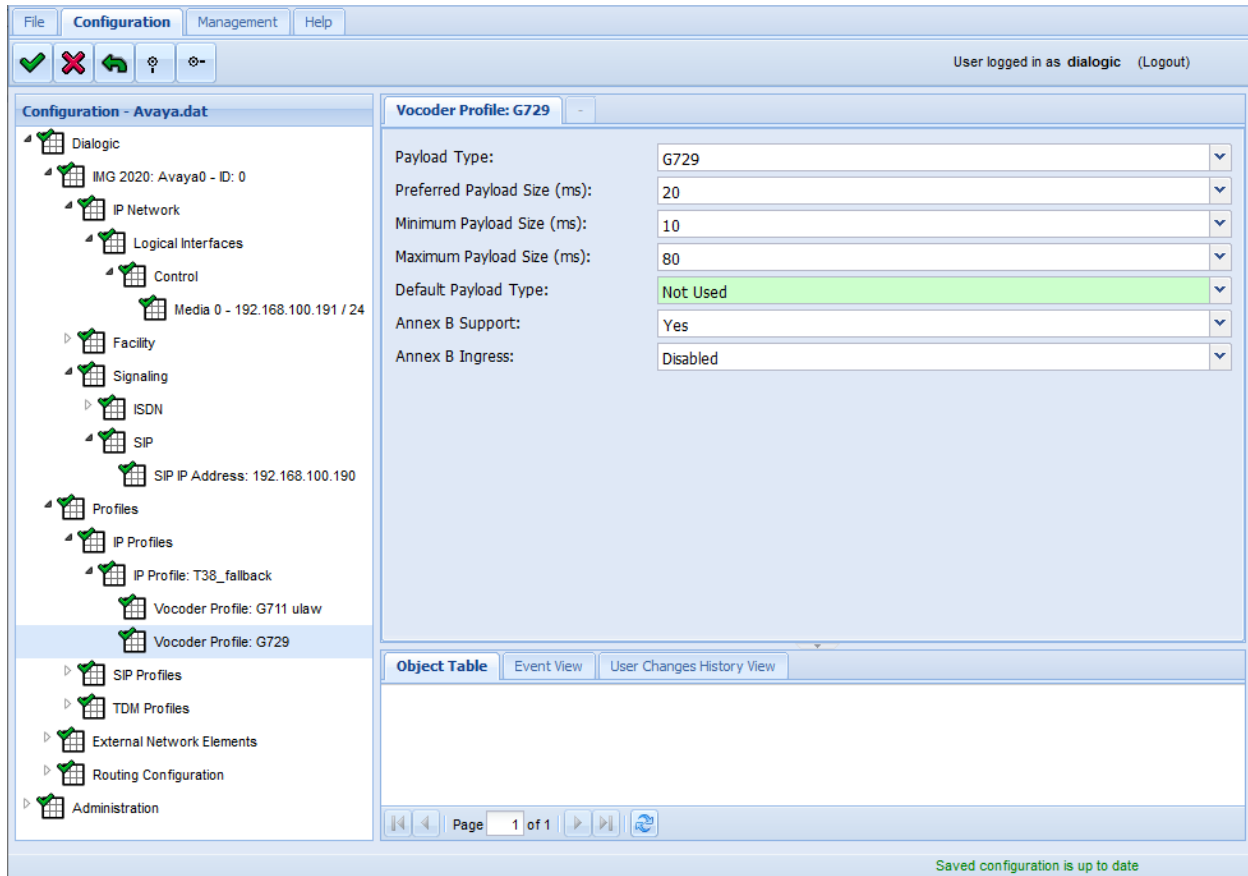 File Configuration Management Help
User logged in as dialogic (Logout)
Configuration - Avaya.dat
Dialogic
IMG 2020: Avaya0 - ID: 0
IP Network
Logical Interfaces
Control
Media 0 - 192.168.100.191 / 24
Facility
Signaling
ISDN
SIP
SIP IP Address: 192.168.100.190
Profiles
IP Profiles
IP Profile: T38_fallback
Vocoder Profile: G711 ulaw
Vocoder Profile: G729
SIP Profiles
TDM Profiles
External Network Elements
Routing Configuration
Administration
Vocoder Profile: G729 -
Payload Type: G729
Preferred Payload Size (ms): 20
Minimum Payload Size (ms): 10
Maximum Payload Size (ms): 80
Default Payload Type: Not Used
Annex B Support: Yes
Annex B Ingress: Disabled
Object Table Event View User Changes History View
Page 1 of 1
Saved configuration is up to date